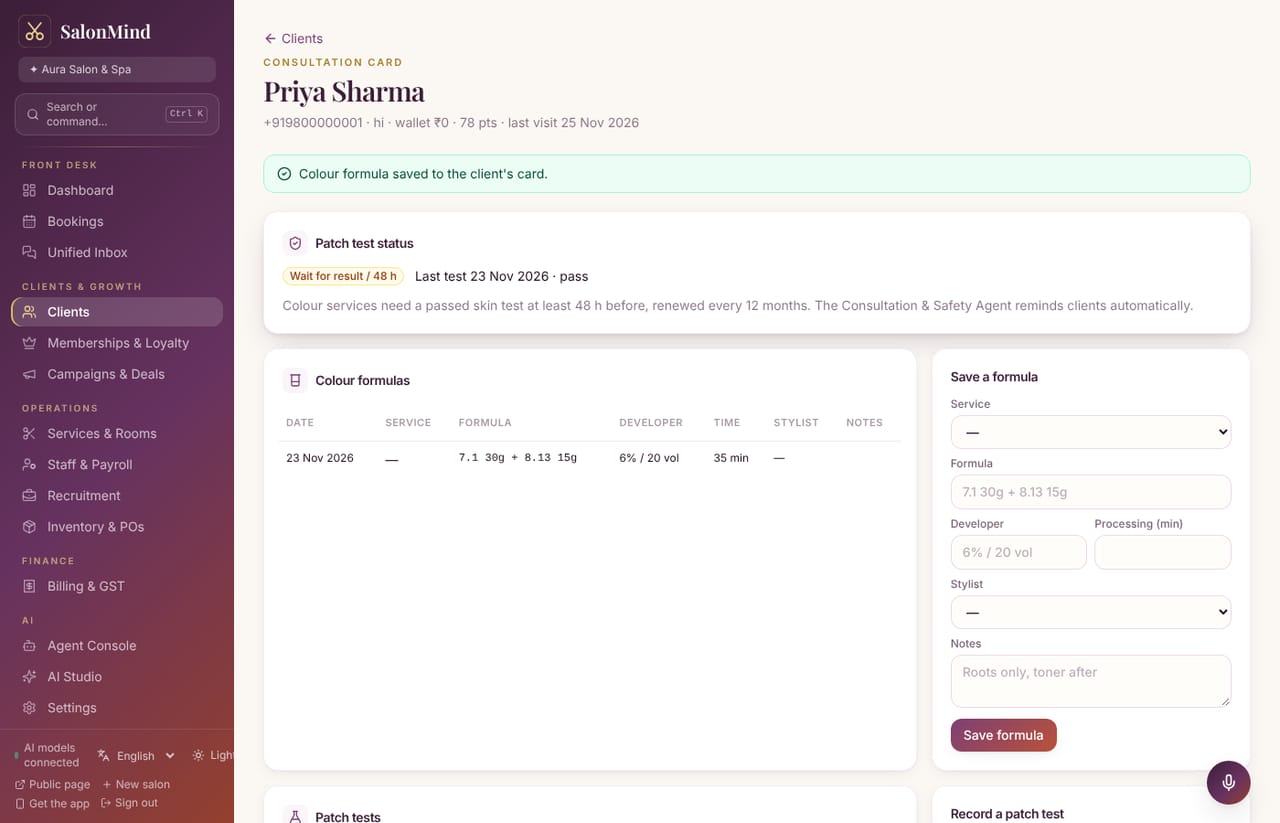 SalonMind
✦ Aura Salon & Spa
Search or
command...
Ctrl K
FRONT DESK
Dashboard
Bookings
Unified Inbox
CLIENTS & GROWTH
Clients
Memberships & Loyalty
Campaigns & Deals
OPERATIONS
Services & Rooms
Staff & Payroll
Recruitment
Inventory & POs
FINANCE
Billing & GST
AI
Agent Console
AI Studio
Settings
AI models
connected
English
Light
Public page
New salon
Get the app
Sign out
← Clients
CONSULTATION CARD
Priya Sharma
+919800000001 · hi · wallet ₹0 · 78 pts · last visit 25 Nov 2026
Colour formula saved to the client's card.
Patch test status
Wait for result / 48 h Last test 23 Nov 2026 · pass
Colour services need a passed skin test at least 48 h before, renewed every 12 months. The Consultation & Safety Agent reminds clients automatically.
Colour formulas
DATE SERVICE FORMULA DEVELOPER TIME STYLIST NOTES
23 Nov 2026 — 7.1 30g + 8.13 15g 6% / 20 vol 35 min —
Save a formula
Service
—
Formula
7.1 30g + 8.13 15g
Developer Processing (min)
6% / 20 vol
Stylist
—
Notes
Roots only, toner after
Save formula
Patch tests
Record a patch test